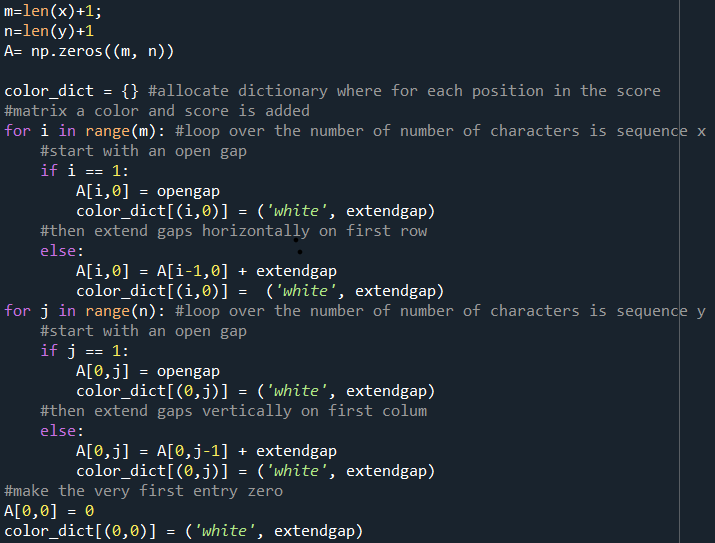 m=len(x)+1;
n=len(y)+1
A= np.zeros((m, n))
color_dict = {} #allocate dictionary where for each position in the score
#matrix a color and score is added
for i in range(m): #loop over the number of number of characters is sequence x
    #start with an open gap
    if i == 1:
        A[i,0] = opengap
        color_dict[(i,0)] = ('white', extendgap)
    #then extend gaps horizontally on first row
    else:
        A[i,0] = A[i-1,0] + extendgap
        color_dict[(i,0)] =  ('white', extendgap)
for j in range(n): #loop over the number of number of characters is sequence y
    #start with an open gap
    if j == 1:
        A[0,j] = opengap
        color_dict[(0,j)] = ('white', extendgap)
    #then extend gaps vertically on first colum
    else:
        A[0,j] = A[0,j-1] + extendgap
        color_dict[(0,j)] = ('white', extendgap)
#make the very first entry zero
A[0,0] = 0
color_dict[(0,0)] = ('white', extendgap)